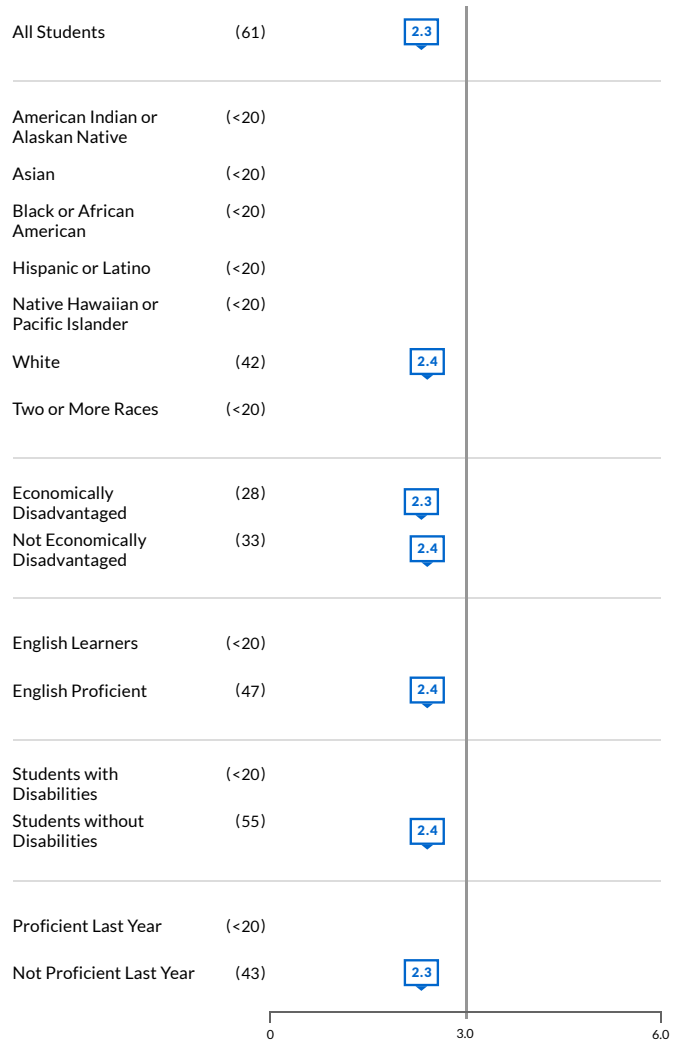 All Students (61) 2.3
American Indian or (<20)
Alaskan Native
Asian (<20)
Black or African (<20)
American
Hispanic or Latino (<20)
Native Hawaiian or (<20)
Pacific Islander
White (42) 2.4
Two or More Races (<20)
Economically (28) 2.3
Disadvantaged
Not Economically (33) 2.4
Disadvantaged
English Learners (<20)
English Proficient (47) 2.4
Students with (<20)
Disabilities
Students without (55) 2.4
Disabilities
Proficient Last Year (<20)
Not Proficient Last Year (43) 2.3
0 3.0 6.0